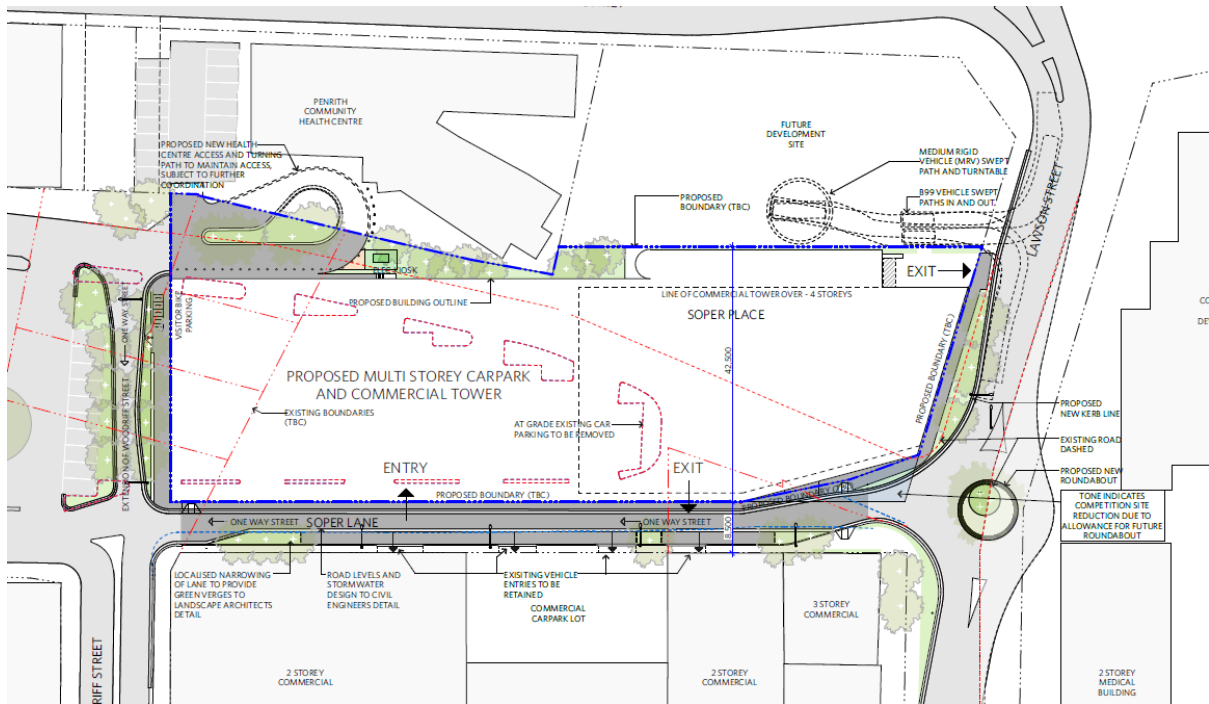 PENRITH
COMMUNITY
HEALTH CENTRE
PROPOSED NEW HEALTH
CENTRE ACCESS AND TURNING
PATH TO MAINTAIN ACCESS,
SUBJECT TO FURTHER
COORDINATION
FUTURE
DEVELOPMENT
SITE
MEDIUM RIGID
VEHICLE (MRV) SWEPT
PATH AND TURNTABLE
B99 VEHICLE SWEPT
PATHS IN AND OUT
PROPOSED
BOUNDARY (TBC)
LAWSON STREET
ELEC KIOSK
EXIT
PROPOSED BUILDING OUTLINE
LINE OF COMMERCIAL TOWER OVER - 4 STOREYS
SOPER PLACE
VISITOR BIKE
PARKING
ONE WAY STREET
EXTENSION OF WOODRIFF STREET
PROPOSED MULTI STOREY CARPARK
AND COMMERCIAL TOWER
42,500
PROPOSED BOUNDARY (TBC)
EXISTING BOUNDARIES
(TBC)
AT GRADE EXISTING CAR
PARKING TO BE REMOVED
PROPOSED
NEW KERB LINE
EXISTING ROAD
DASHED
PROPOSED NEW
ROUNDABOUT
TONE INDICATES
COMPETITION SITE
REDUCTION DUE TO
ALLOWANCE FOR FUTURE
ROUNDABOUT
ENTRY
EXIT
PROPOSED BOUNDARY (TBC)
PROPOSED BOUNDARY
ONE WAY STREET
SOPER LANE
ONE WAY STREET
8,500
LOCALISED NARROWING
OF LANE TO PROVIDE
GREEN VERGES TO
LANDSCAPE ARCHITECTS
DETAIL
ROAD LEVELS AND
STORMWATER
DESIGN TO CIVIL
ENGINEERS DETAIL
EXISITING VEHICLE
ENTRIES TO BE
RETAINED
COMMERCIAL
CARPARK LOT
3 STOREY
COMMERCIAL
RIFF STREET
2 STOREY
COMMERCIAL
2 STOREY
COMMERCIAL
2 STOREY
MEDICAL
BUILDING